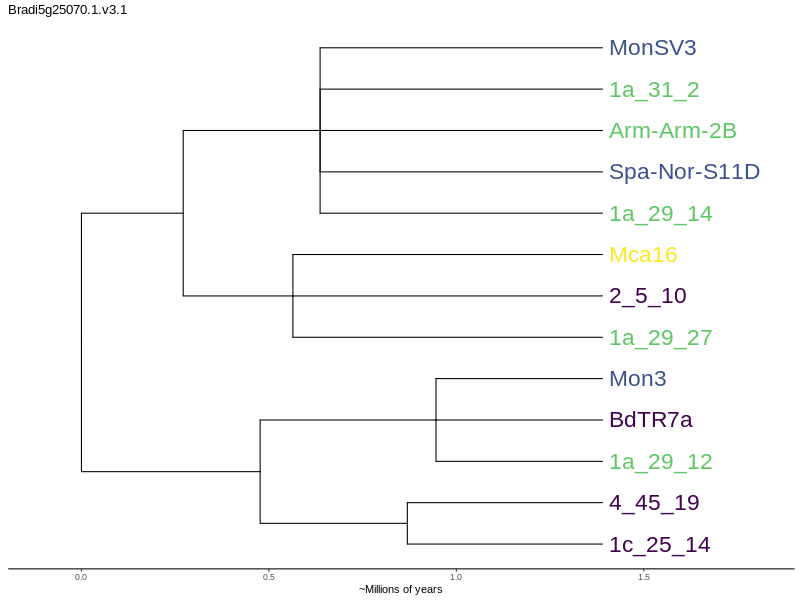 Bradi5g25070.1.v3.1
MonSV3
1a_31_2
Arm-Arm-2B
Spa-Nor-S11D
1a_29_14
Mca16
2_5_10
1a_29_27
Mon3
BdTR7a
1a_29_12
4_45_19
1c_25_14
0.0 0.5 1.0 1.5
~Millions of years